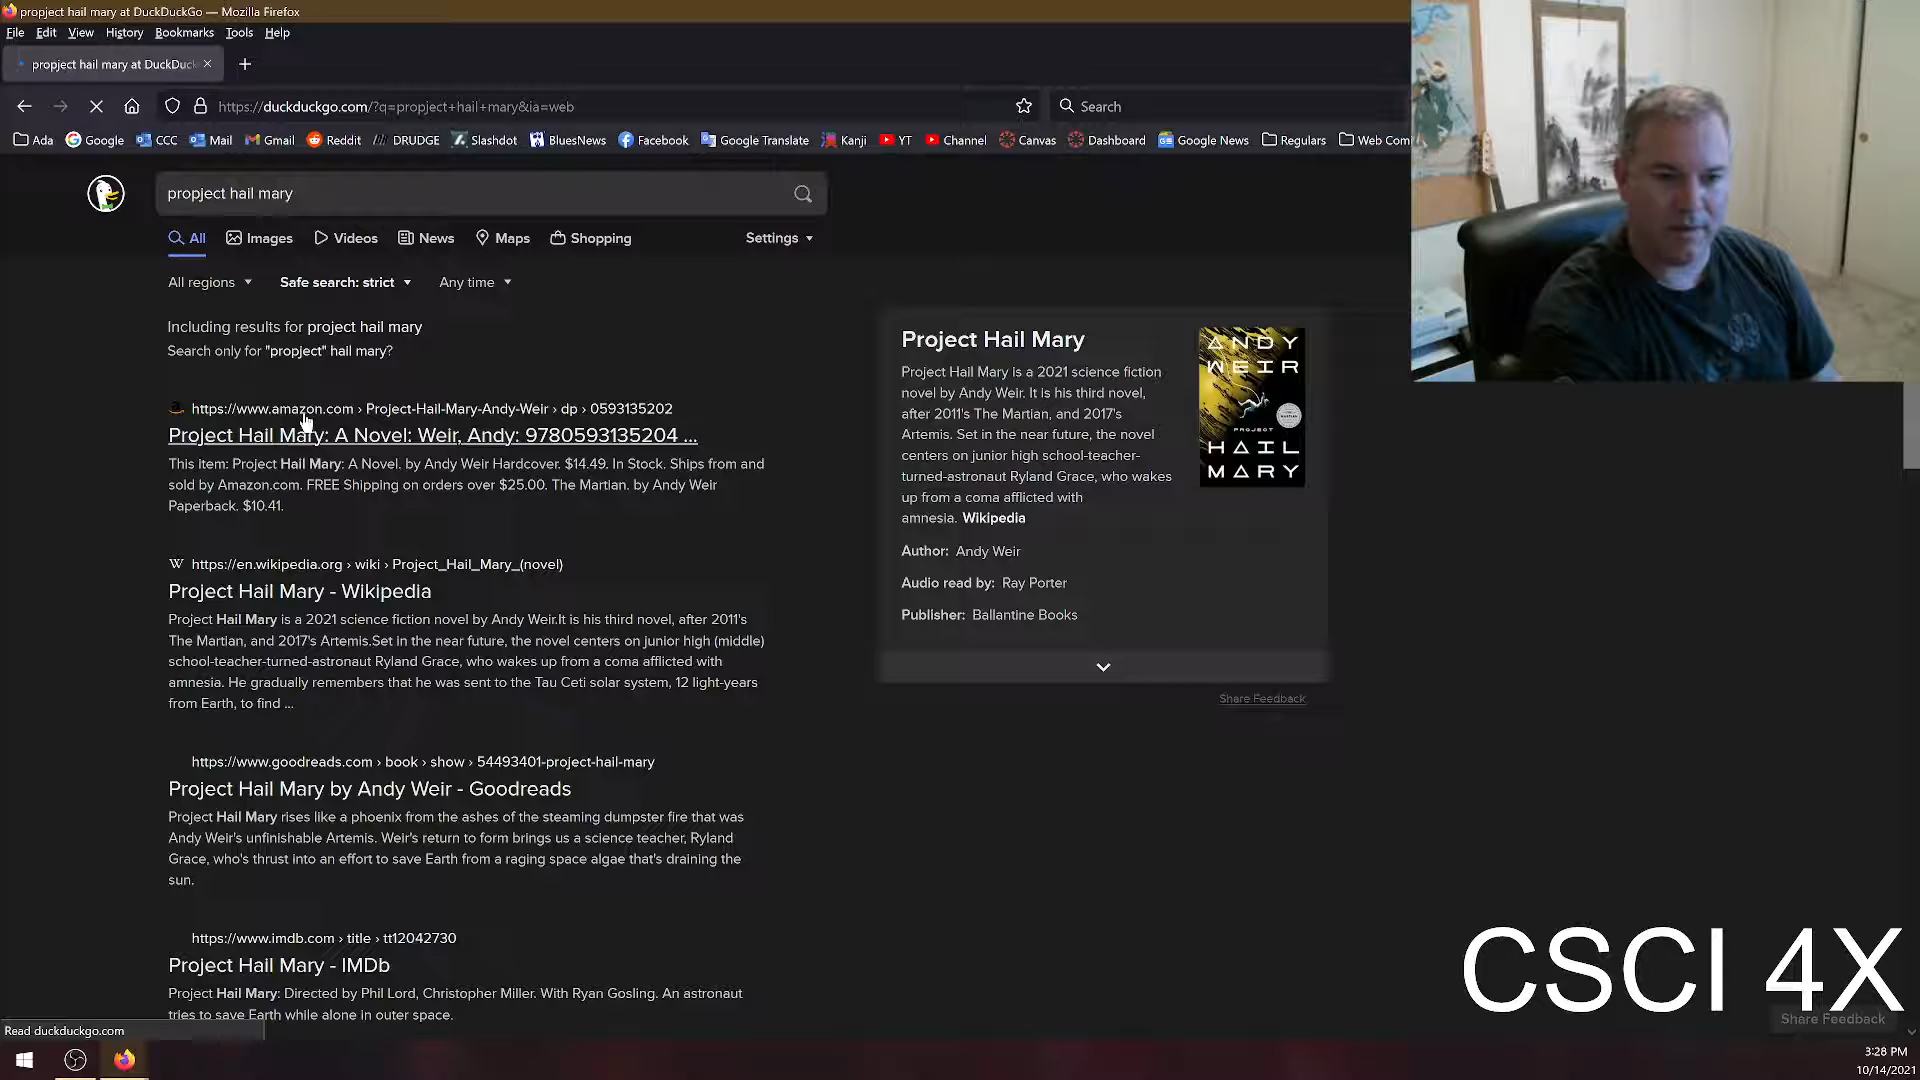 propject hail mary at DuckDuckGo — Mozilla Firefox
File Edit View History Bookmarks Tools Help
propject hail mary at DuckDuck
https://duckduckgo.com/?q=propject+hail+mary&ia=web
Search
Ada Google CCC Mail Gmail Reddit DRUDGE Slashdot BluesNews Facebook Google Translate Kanji YT Channel Canvas Dashboard Google News Regulars Web Comi
propject hail mary
All Images Videos News Maps Shopping Settings
All regions Safe search: strict Any time
Including results for project hail mary
Search only for "propject" hail mary?
https://www.amazon.com › Project-Hail-Mary-Andy-Weir › dp › 0593135202
Project Hail Mary: A Novel: Weir, Andy: 9780593135204 ...
This item: Project Hail Mary: A Novel. by Andy Weir Hardcover. $14.49. In Stock. Ships from and
sold by Amazon.com. FREE Shipping on orders over $25.00. The Martian. by Andy Weir
Paperback. $10.41.
https://en.wikipedia.org › wiki › Project_Hail_Mary_(novel)
Project Hail Mary - Wikipedia
Project Hail Mary is a 2021 science fiction novel by Andy Weir.It is his third novel, after 2011's
The Martian, and 2017's Artemis.Set in the near future, the novel centers on junior high (middle)
school-teacher-turned-astronaut Ryland Grace, who wakes up from a coma afflicted with
amnesia. He gradually remembers that he was sent to the Tau Ceti solar system, 12 light-years
from Earth, to find ...
https://www.goodreads.com › book › show › 54493401-project-hail-mary
Project Hail Mary by Andy Weir - Goodreads
Project Hail Mary rises like a phoenix from the ashes of the steaming dumpster fire that was
Andy Weir's unfinishable Artemis. Weir's return to form brings us a science teacher, Ryland
Grace, who's thrust into an effort to save Earth from a raging space algae that's draining the
sun.
https://www.imdb.com › title › tt12042730
Project Hail Mary - IMDb
Project Hail Mary: Directed by Phil Lord, Christopher Miller. With Ryan Gosling. An astronaut
tries to save Earth while alone in outer space.
Project Hail Mary
Project Hail Mary is a 2021 science fiction
novel by Andy Weir. It is his third novel,
after 2011's The Martian, and 2017's
Artemis. Set in the near future, the novel
centers on junior high school-teacher-
turned-astronaut Ryland Grace, who wakes
up from a coma afflicted with
amnesia. Wikipedia
Author: Andy Weir
Audio read by: Ray Porter
Publisher: Ballantine Books
Share Feedback
ANDY
WEIR
PROJECT
HAIL
MARY
CSCI 4X
Share Feedback
Read duckduckgo.com
3:28 PM
10/14/2021